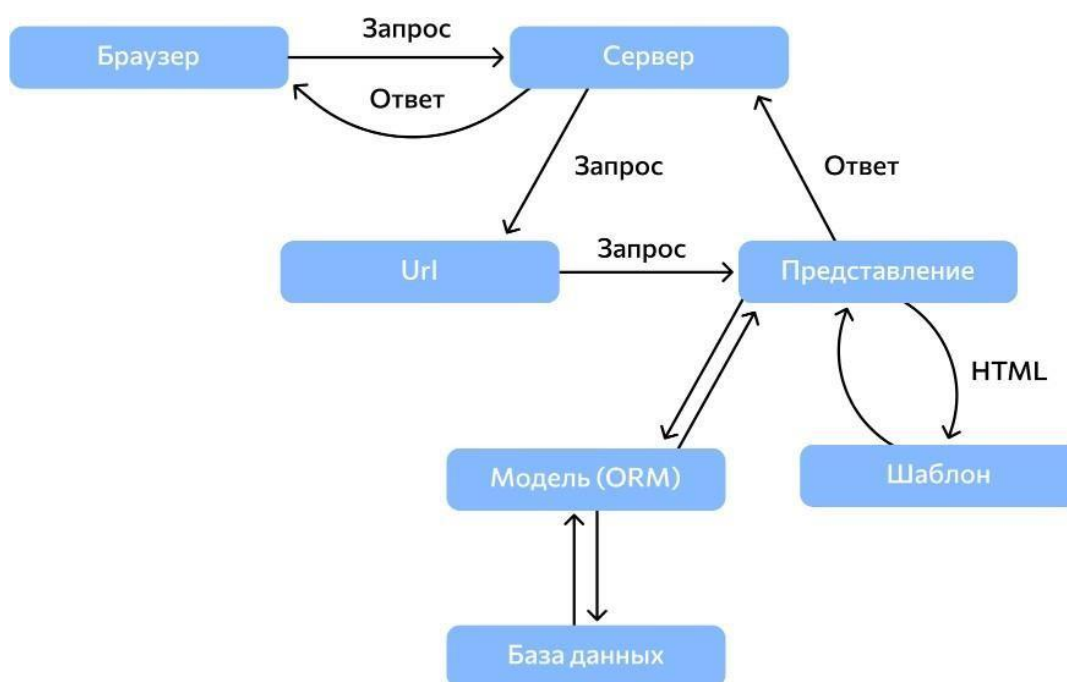 Запрос
Браузер
Сервер
Ответ
Запрос
Ответ
Запрос
Url
Представление
HTML
Модель (ORM)
Шаблон
База данных